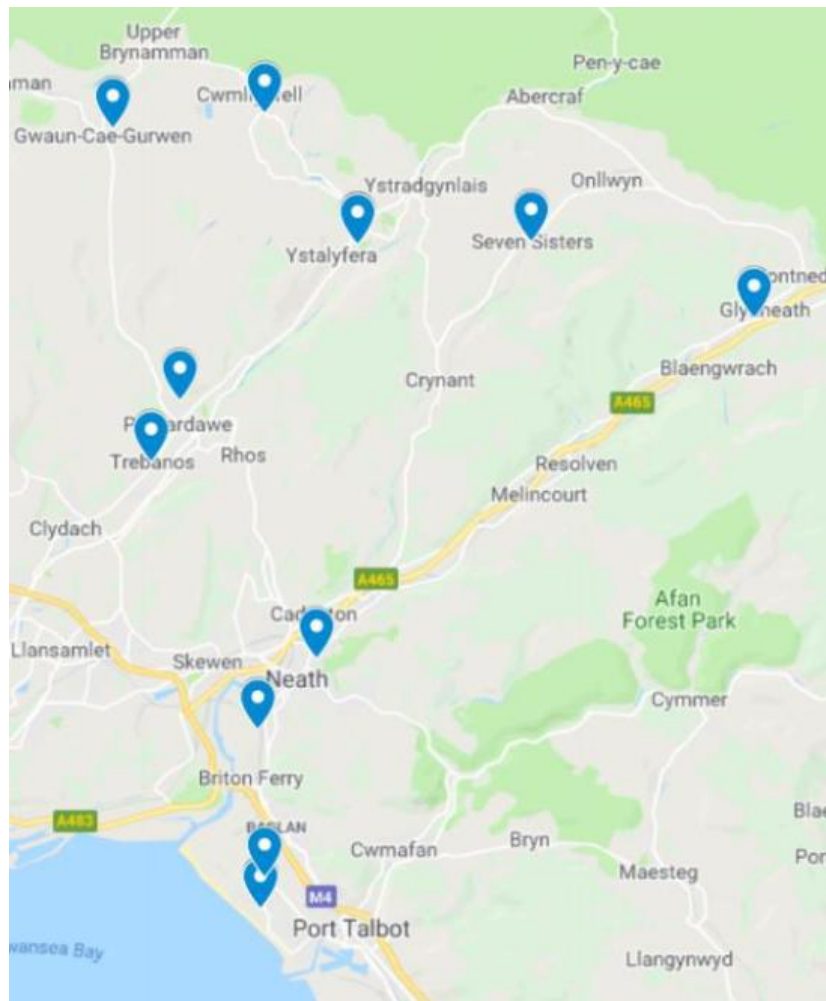 Upper
Brynamman
Pen-y-cae
Abercraf
Gwaun-Cae-Gurwen
Ystradgynlais
Onllwyn
Ystalyfera
Seven Sisters
Blaengwrach
Crynant
A465
Trebanos
Rhos
Resolven
Melincourt
Clydach
A465
Afan
Forest Park
Llansamlet
Skewen
Neath
Cymmer
Briton Ferry
A483
Cwmafan
Bryn
Maesteg
M4
Port Talbot
Llangynwyd